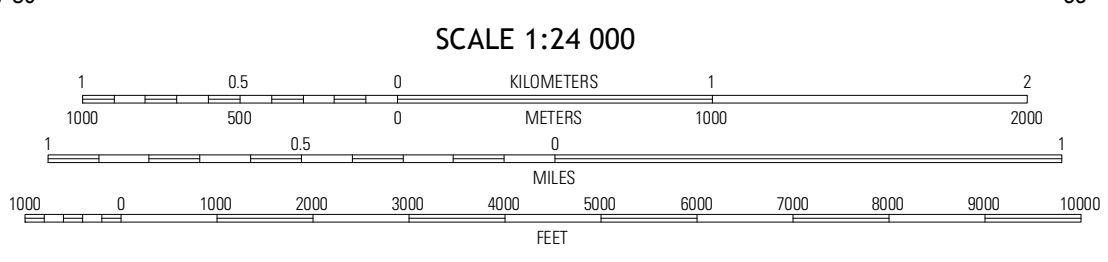 SCALE 1:24 000
1 0.5 0 KILOMETERS 1 2
1000 500 0 METERS 1000 2000
1 0.5 0 1
MILES
1000 0 1000 2000 3000 4000 5000 6000 7000 8000 9000 10000
FEET